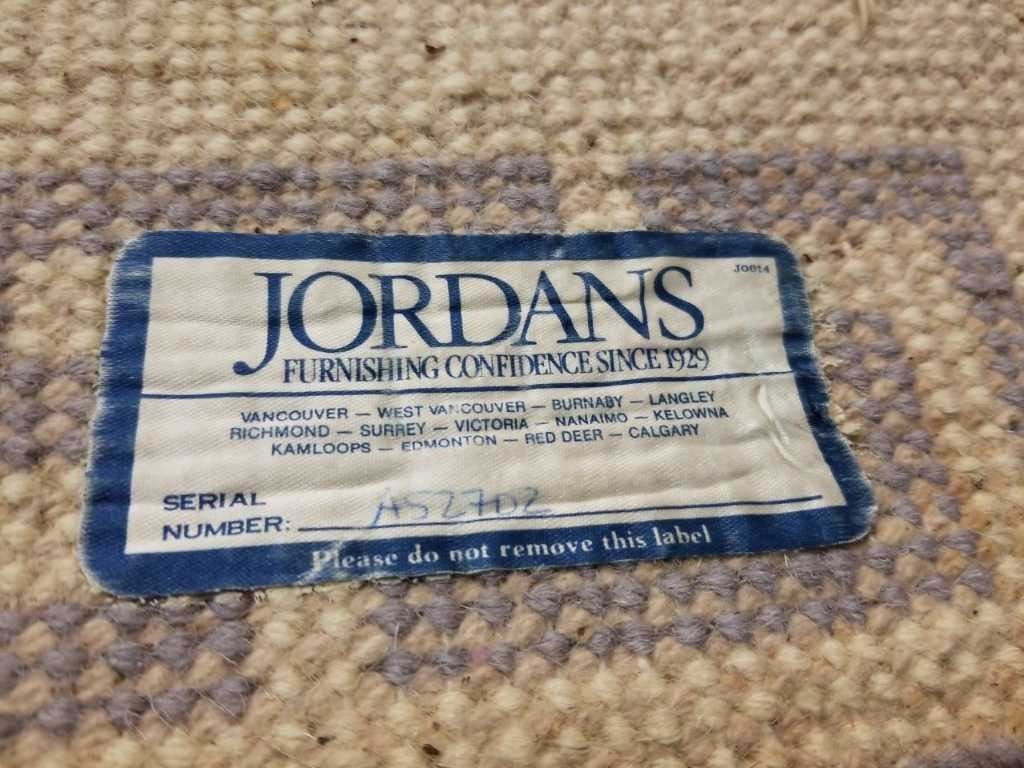 JO014
JORDANS
FURNISHING CONFIDENCE SINCE 1929
VANCOUVER — WEST VANCOUVER — BURNABY — LANGLEY
RICHMOND — SURREY — VICTORIA — NANAIMO — KELOWNA
KAMLOOPS — EDMONTON — RED DEER — CALGARY
SERIAL
NUMBER: A52702
Please do not remove this label